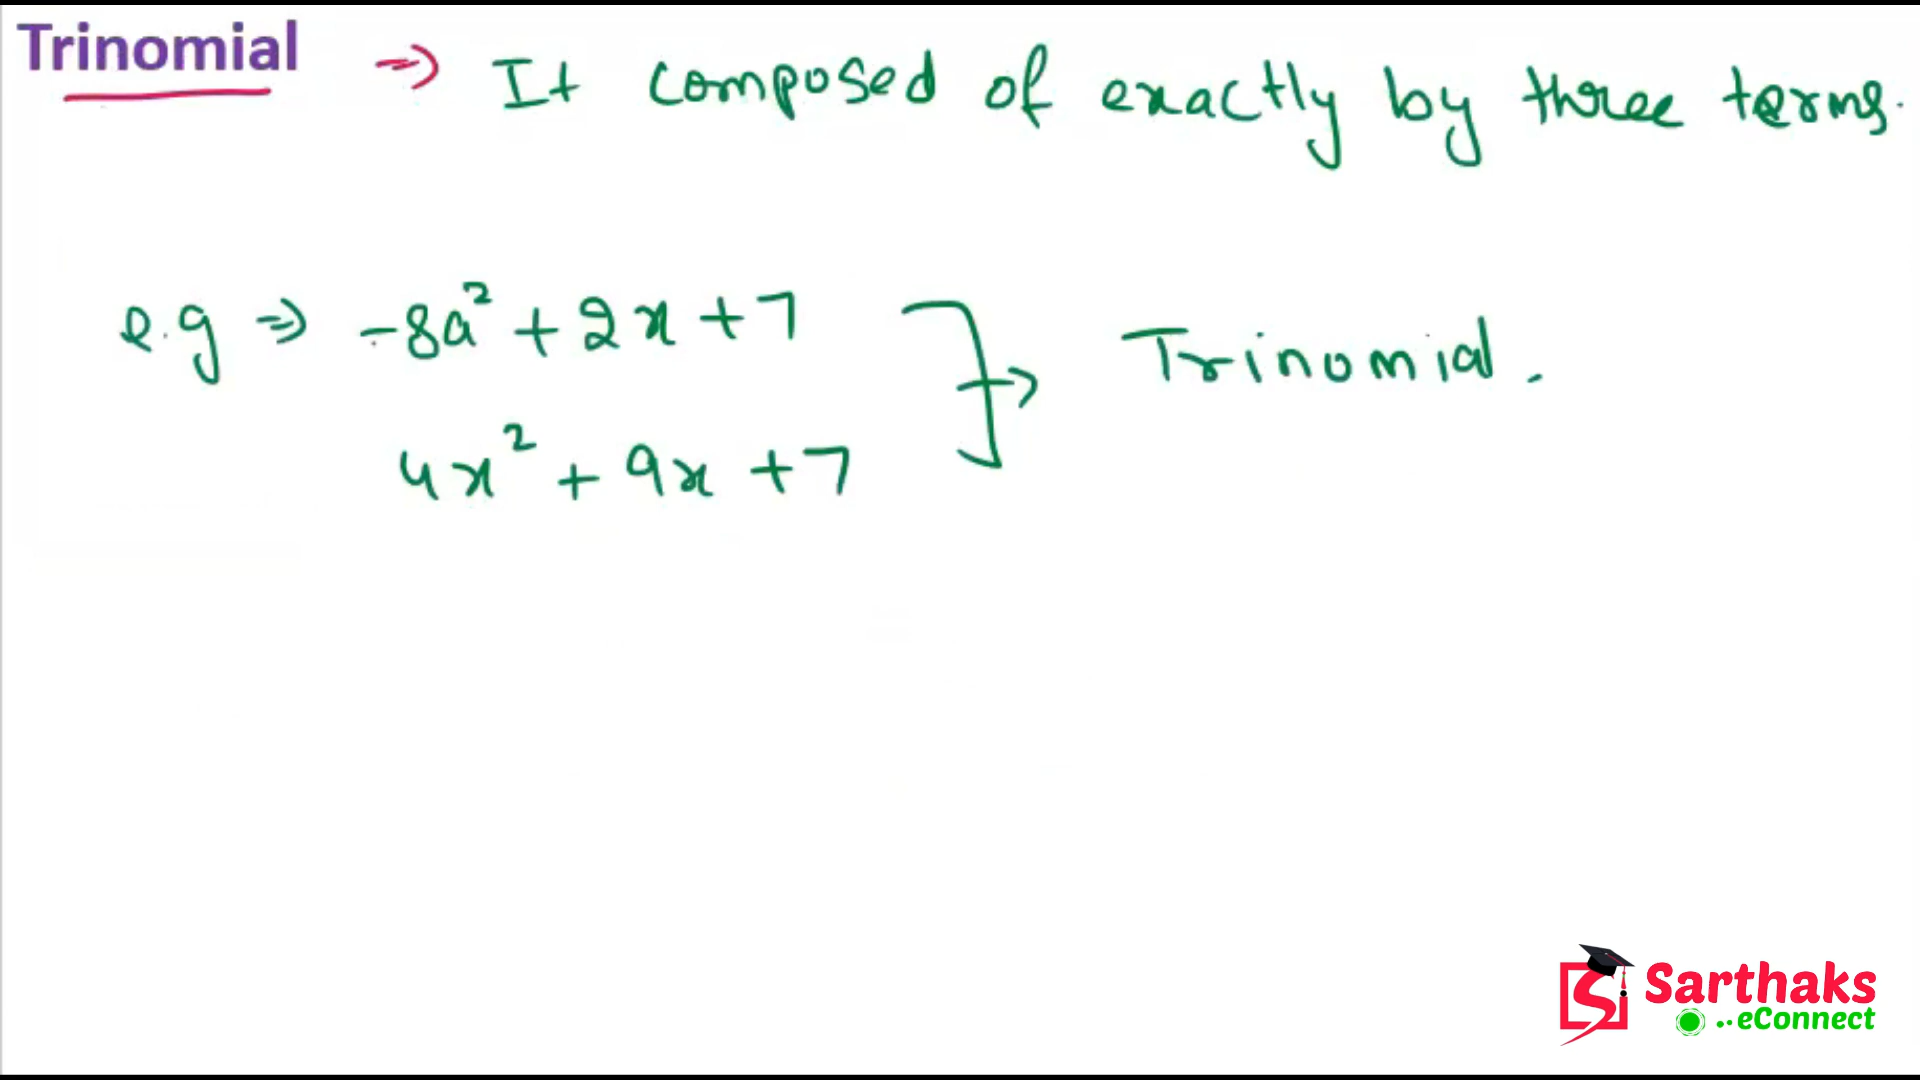 Trinomial => It composed of exactly by three terms.
e.g => -8a² + 2x + 7
4x² + 9x + 7
→ Trinomial.
Sarthaks
eConnect